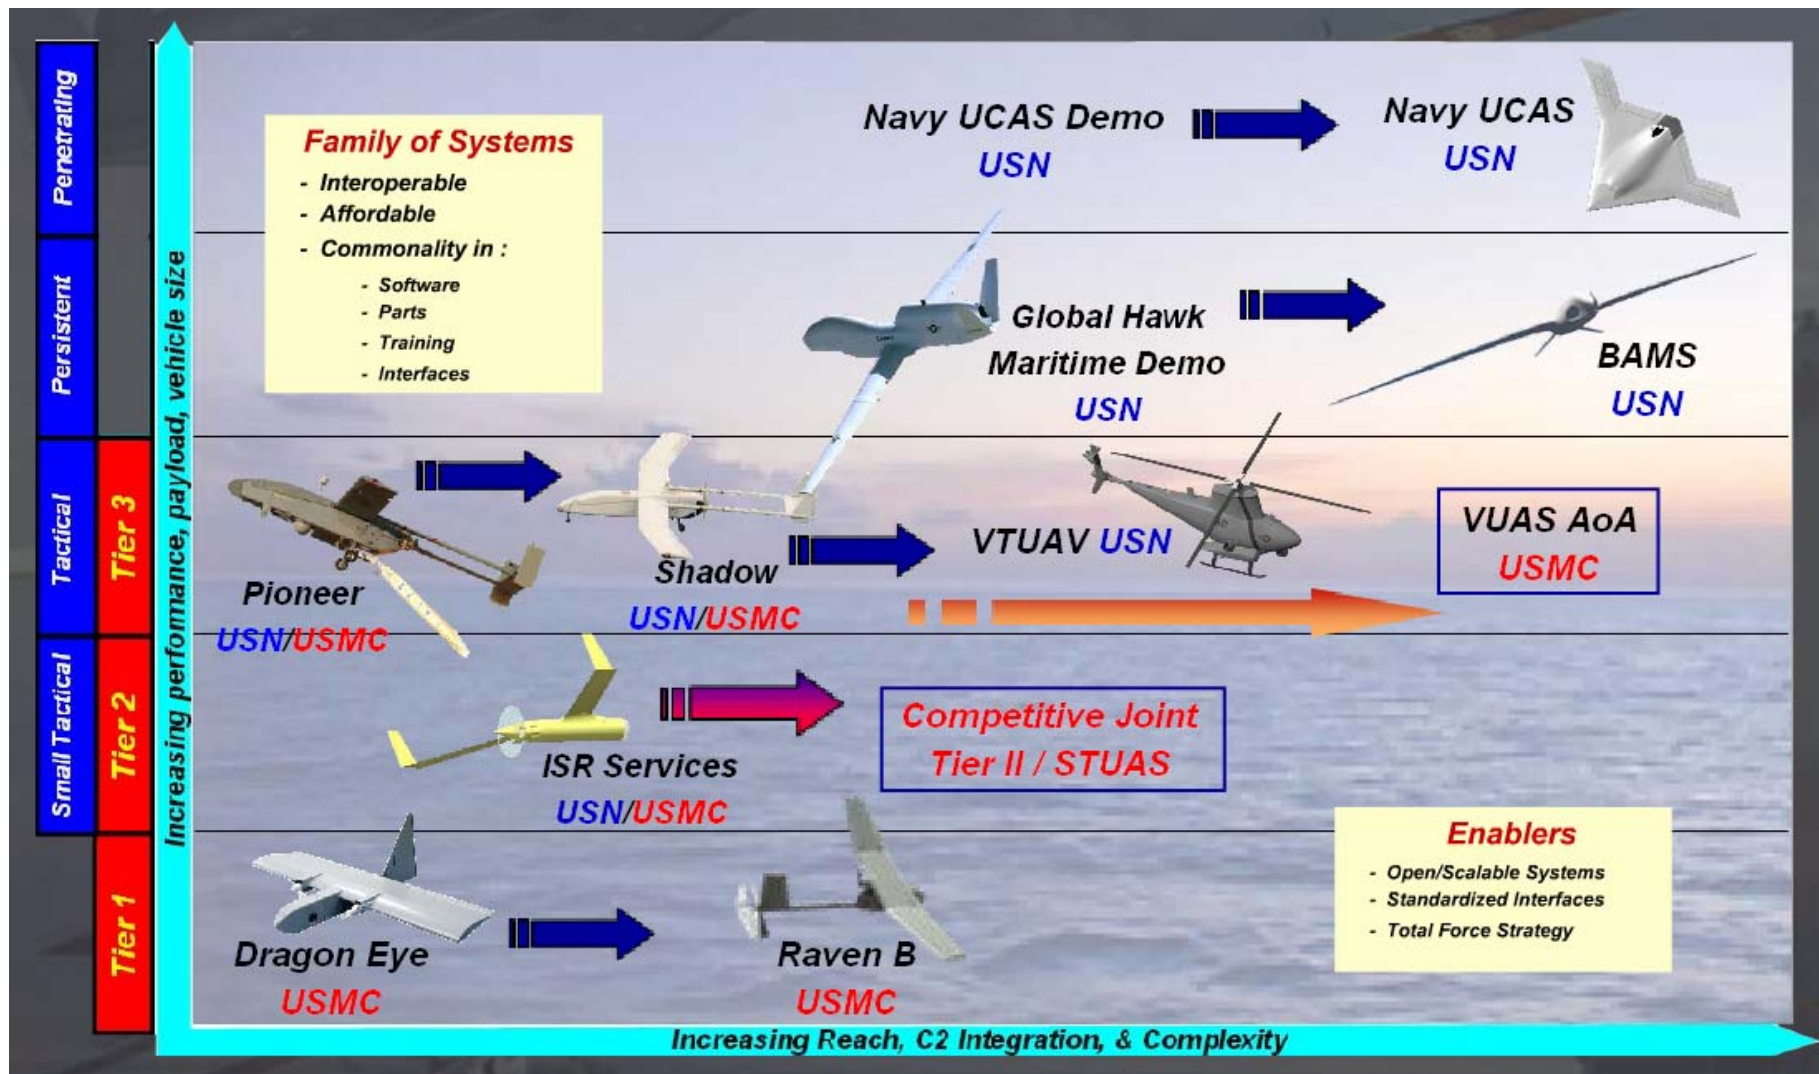 Penetrating
Persistent
Tactical
Small Tactical
Tier 3
Tier 2
Tier 1
Increasing perfomance, payload, vehicle size
Family of Systems
- Interoperable
- Affordable
- Commonality in :
- Software
- Parts
- Training
- Interfaces
Navy UCAS Demo
USN
Navy UCAS
USN
Global Hawk
Maritime Demo
USN
BAMS
USN
Pioneer
USN/USMC
Shadow
USN/USMC
VTUAV USN
VUAS AoA
USMC
ISR Services
USN/USMC
Competitive Joint
Tier II / STUAS
Dragon Eye
USMC
Raven B
USMC
Enablers
- Open/Scalable Systems
- Standardized Interfaces
- Total Force Strategy
Increasing Reach, C2 Integration, & Complexity